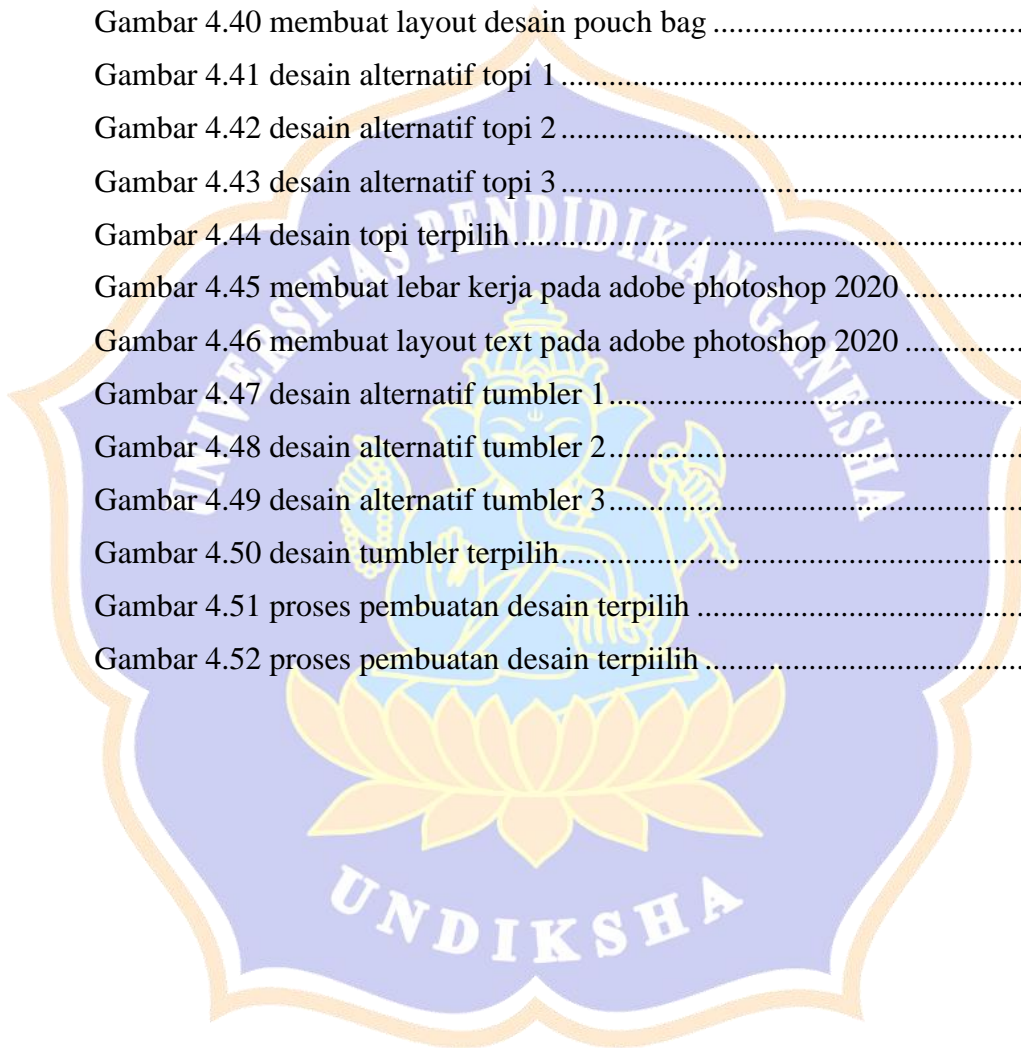 Gambar 4.40 membuat layout desain pouch bag ......................................
Gambar 4.41 desain alternatif topi 1 ......................................................
Gambar 4.42 desain alternatif topi 2 ......................................................
Gambar 4.43 desain alternatif topi 3 ......................................................
Gambar 4.44 desain topi terpilih.............................................................
Gambar 4.45 membuat lebar kerja pada adobe photoshop 2020 ..............
Gambar 4.46 membuat layout text pada adobe photoshop 2020 ..............
Gambar 4.47 desain alternatif tumbler 1..................................................
Gambar 4.48 desain alternatif tumbler 2..................................................
Gambar 4.49 desain alternatif tumbler 3..................................................
Gambar 4.50 desain tumbler terpilih.......................................................
Gambar 4.51 proses pembuatan desain terpilih ........................................
Gambar 4.52 proses pembuatan desain terpiilih .......................................
UNIVERSITAS PENDIDIKAN GANESHA
UNDIKSHA